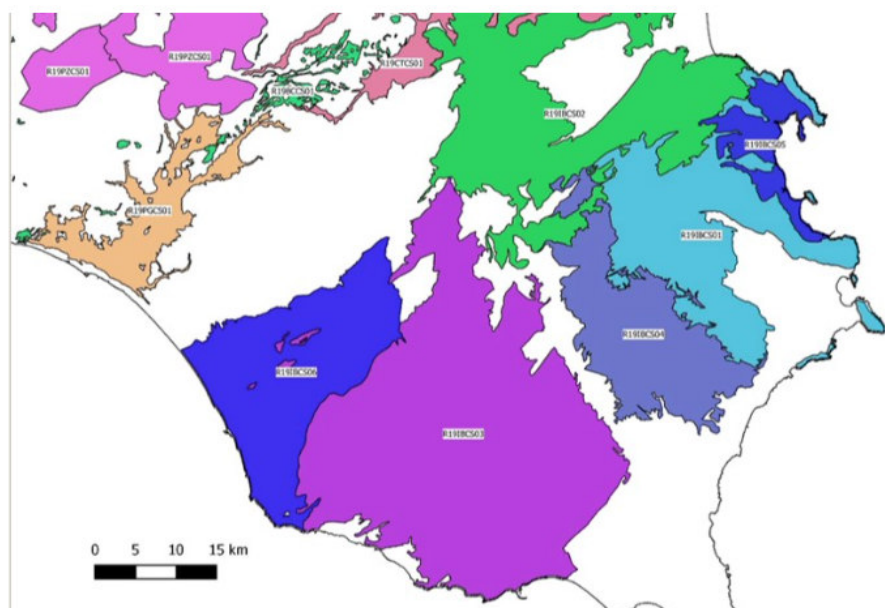 R19PZCS01
R19PZCS01
R19CTCS01
R19BCCS01
R19IBCS02
R19IBCS05
R19PGCS01
R19IBCS01
R19IBCS04
R19IBCS06
R19IBCS03
0 5 10 15 km